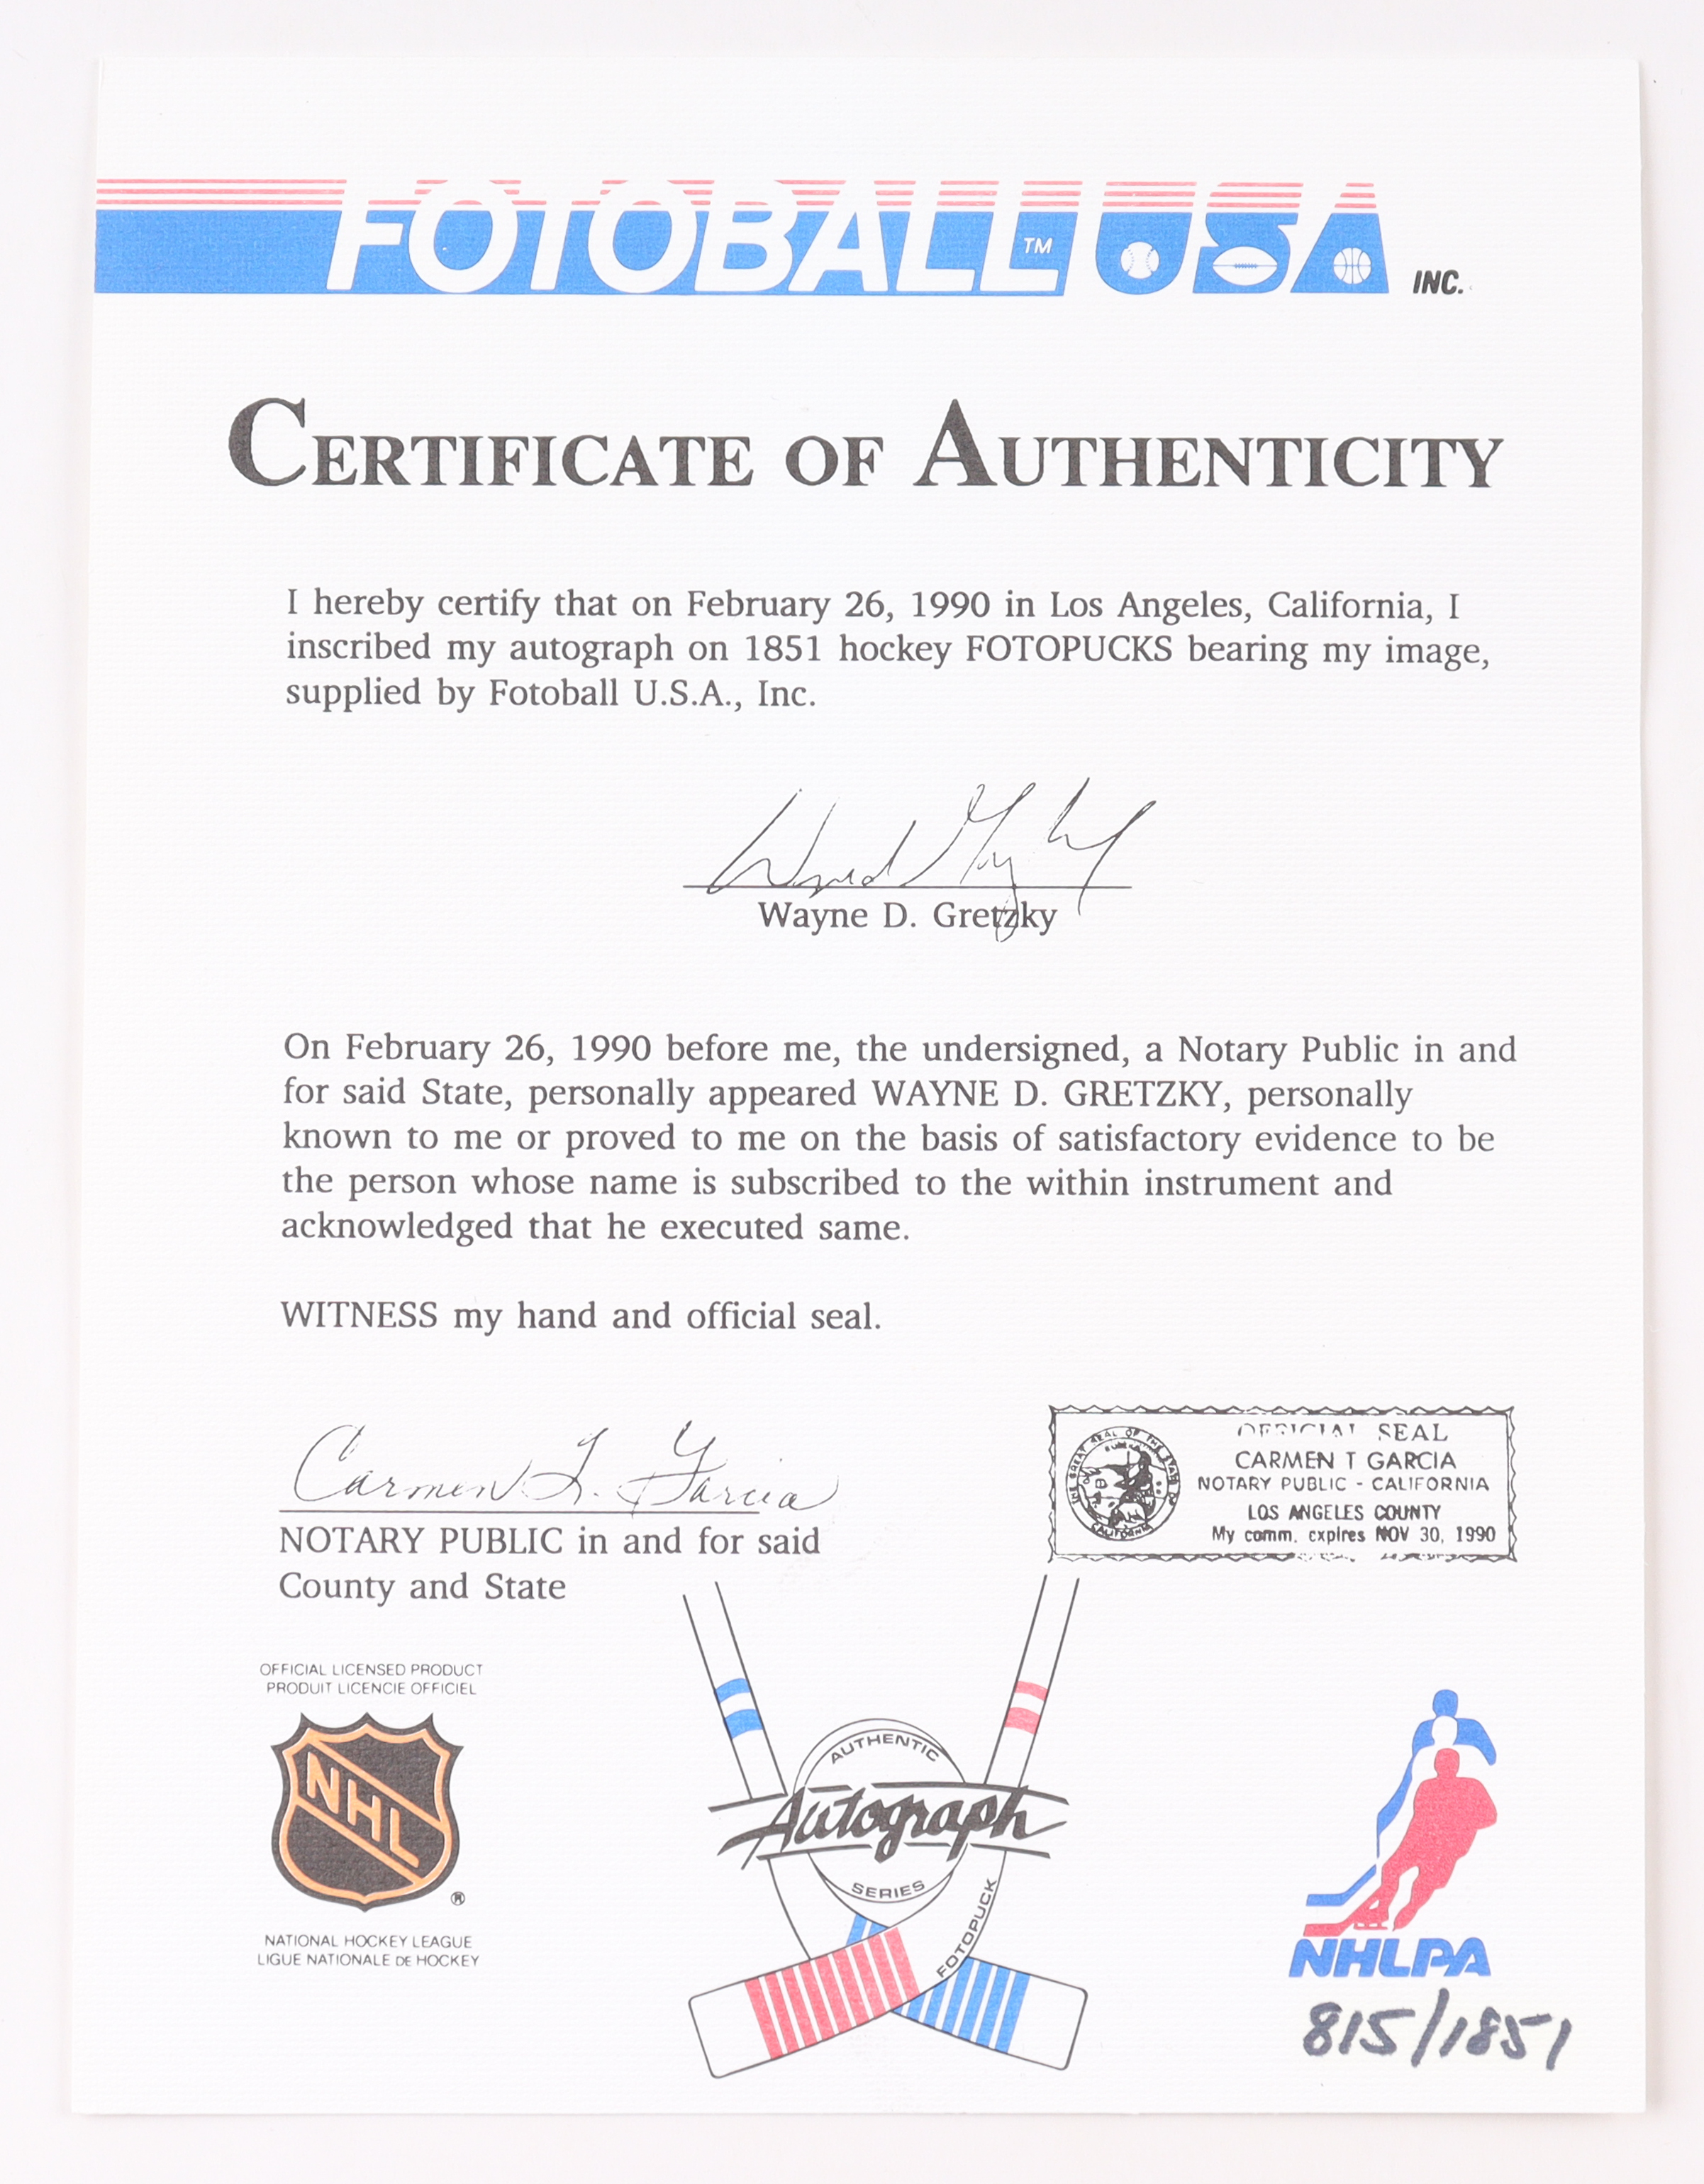 FOTOBALL™ USA INC.
CERTIFICATE OF AUTHENTICITY
I hereby certify that on February 26, 1990 in Los Angeles, California, I
inscribed my autograph on 1851 hockey FOTOPUCKS bearing my image,
supplied by Fotoball U.S.A., Inc.
Wayne D. Gretzky
On February 26, 1990 before me, the undersigned, a Notary Public in and
for said State, personally appeared WAYNE D. GRETZKY, personally
known to me or proved to me on the basis of satisfactory evidence to be
the person whose name is subscribed to the within instrument and
acknowledged that he executed same.
WITNESS my hand and official seal.
Carmen T. Garcia
NOTARY PUBLIC in and for said
County and State
OFFICIAL SEAL
CARMEN T GARCIA
NOTARY PUBLIC - CALIFORNIA
LOS ANGELES COUNTY
My comm. expires NOV 30, 1990
OFFICIAL LICENSED PRODUCT
PRODUIT LICENCIE OFFICIEL
NHL
®
NATIONAL HOCKEY LEAGUE
LIGUE NATIONALE DE HOCKEY
AUTHENTIC
Autograph
SERIES
FOTOPUCK
NHLPA
815/1851